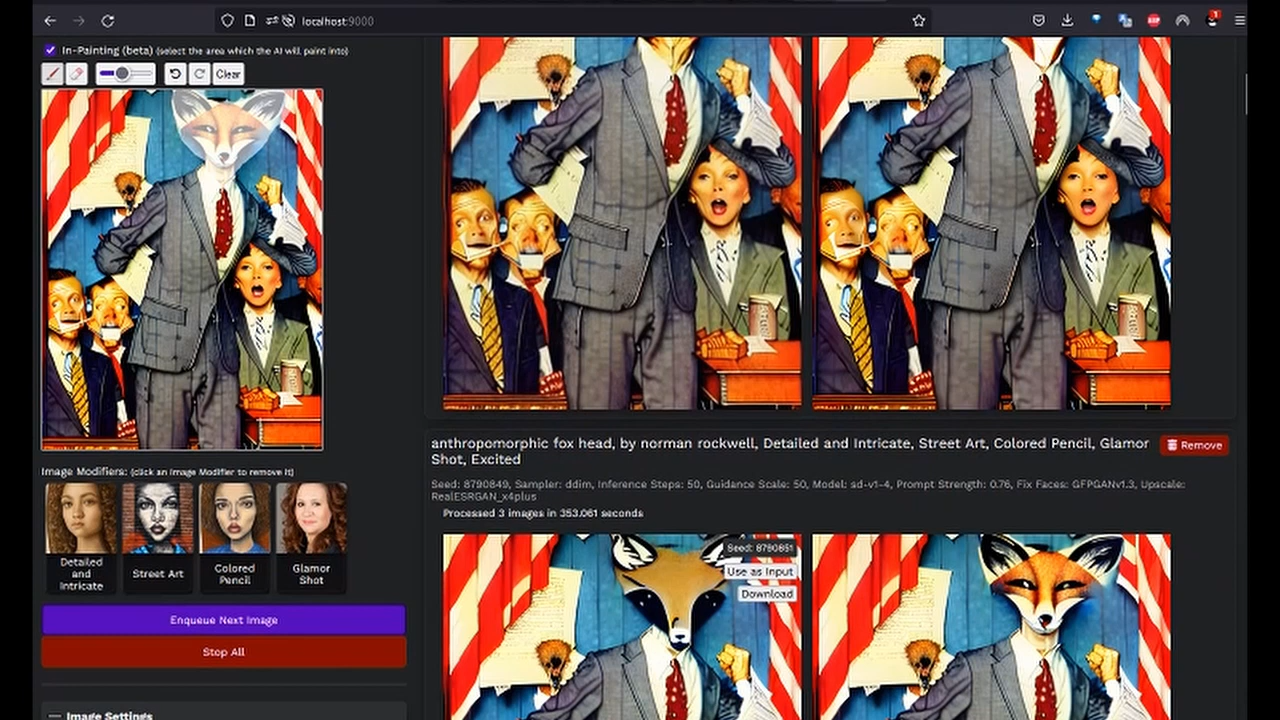 localhost:9000
1
In-Painting (beta) (select the area which the AI will paint into)
Clear
Image Modifiers: (click an Image Modifier to remove it)
Detailed and Intricate
Street Art
Colored Pencil
Glamor Shot
Enqueue Next Image
Stop All
Image Settings
anthropomorphic fox head, by norman rockwell, Detailed and Intricate, Street Art, Colored Pencil, Glamor
Shot, Excited
Remove
Seed: 8790849, Sampler: ddim, Inference Steps: 50, Guidance Scale: 50, Model: sd-v1-4, Prompt Strength: 0.76, Fix Faces: GFPGANv1.3, Upscale:
RealESRGAN_x4plus
Processed 3 images in 353.061 seconds
Seed: 8790851
Use as Input
Download